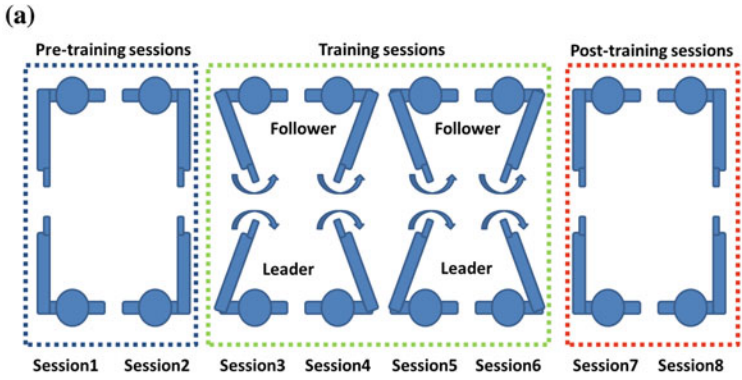 (a)
Pre-training sessions Training sessions Post-training sessions
Follower Follower
Leader Leader
Session1 Session2 Session3 Session4 Session5 Session6 Session7 Session8